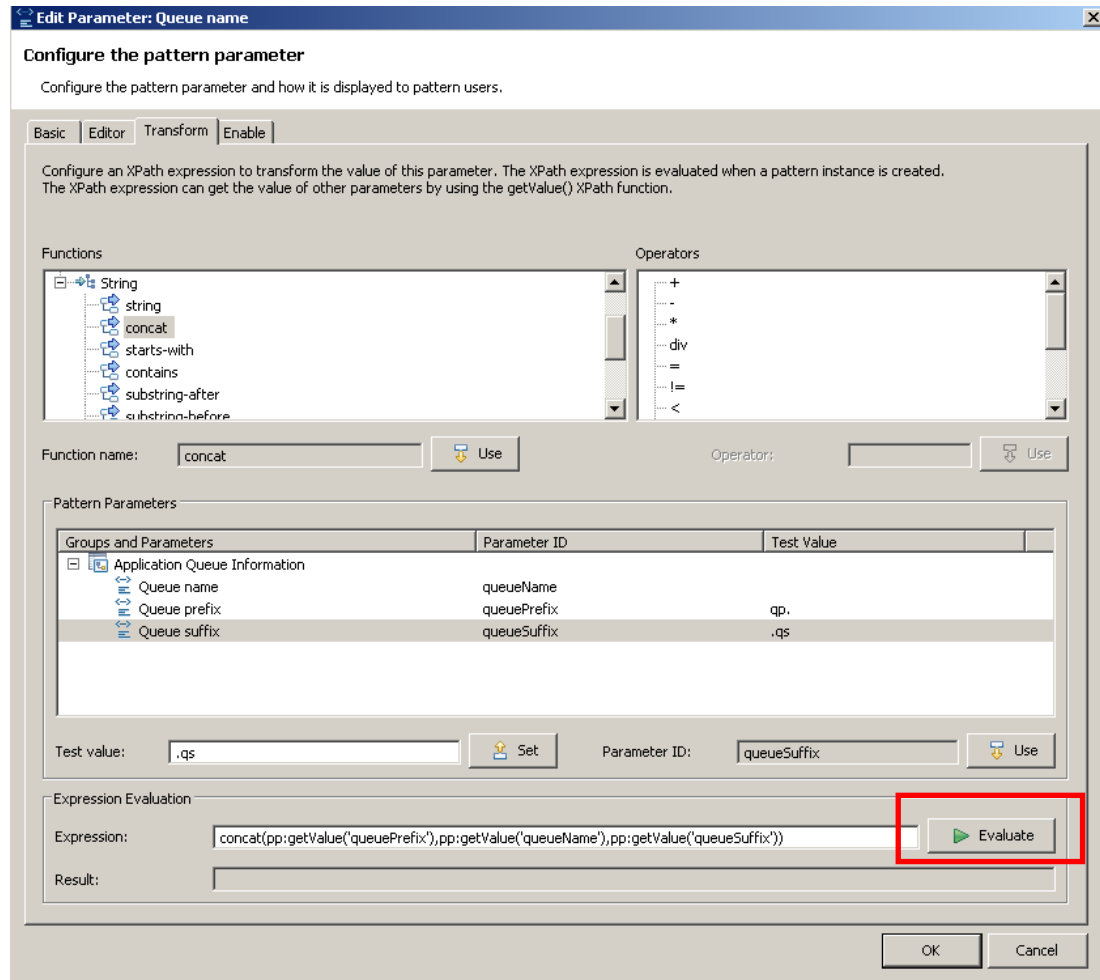 Edit Parameter: Queue name
Configure the pattern parameter
Configure the pattern parameter and how it is displayed to pattern users.
Basic Editor Transform Enable
Configure an XPath expression to transform the value of this parameter. The XPath expression is evaluated when a pattern instance is created.
The XPath expression can get the value of other parameters by using the getValue() XPath function.
Functions Operators
String +
string -
concat *
starts-with div
contains =
substring-after !=
substring-before <
Function name: concat Use Operator: Use
Pattern Parameters
Groups and Parameters Parameter ID Test Value
Application Queue Information
Queue name queueName
Queue prefix queuePrefix qp.
Queue suffix queueSuffix .qs
Test value: .qs Set Parameter ID: queueSuffix Use
Expression Evaluation
Expression: concat(pp:getValue('queuePrefix'),pp:getValue('queueName'),pp:getValue('queueSuffix')) Evaluate
Result:
OK Cancel